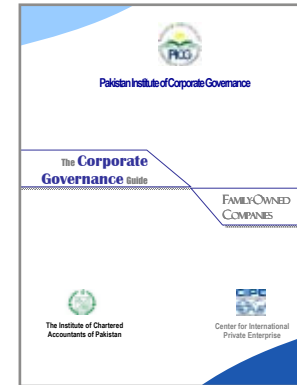 PICG
Pakistan Institute of Corporate Governance
The Corporate
Governance Guide
FAMILY-OWNED
COMPANIES
The Institute of Chartered
Accountants of Pakistan
CIPE
Center for International
Private Enterprise